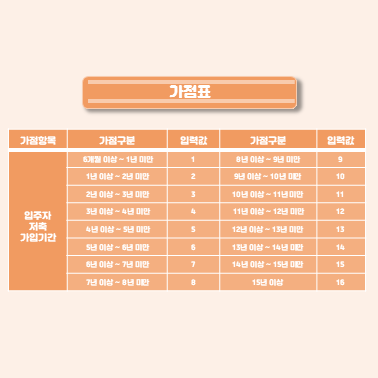 가점표
가점항목 가점구분 입력값 가점구분 입력값
입주자
저축
가입기간
6개월 이상 ~ 1년 미만 1 8년 이상 ~ 9년 미만 9
1년 이상 ~ 2년 미만 2 9년 이상 ~ 10년 미만 10
2년 이상 ~ 3년 미만 3 10년 이상 ~ 11년 미만 11
3년 이상 ~ 4년 미만 4 11년 이상 ~ 12년 미만 12
4년 이상 ~ 5년 미만 5 12년 이상 ~ 13년 미만 13
5년 이상 ~ 6년 미만 6 13년 이상 ~ 14년 미만 14
6년 이상 ~ 7년 미만 7 14년 이상 ~ 15년 미만 15
7년 이상 ~ 8년 미만 8 15년 이상 16